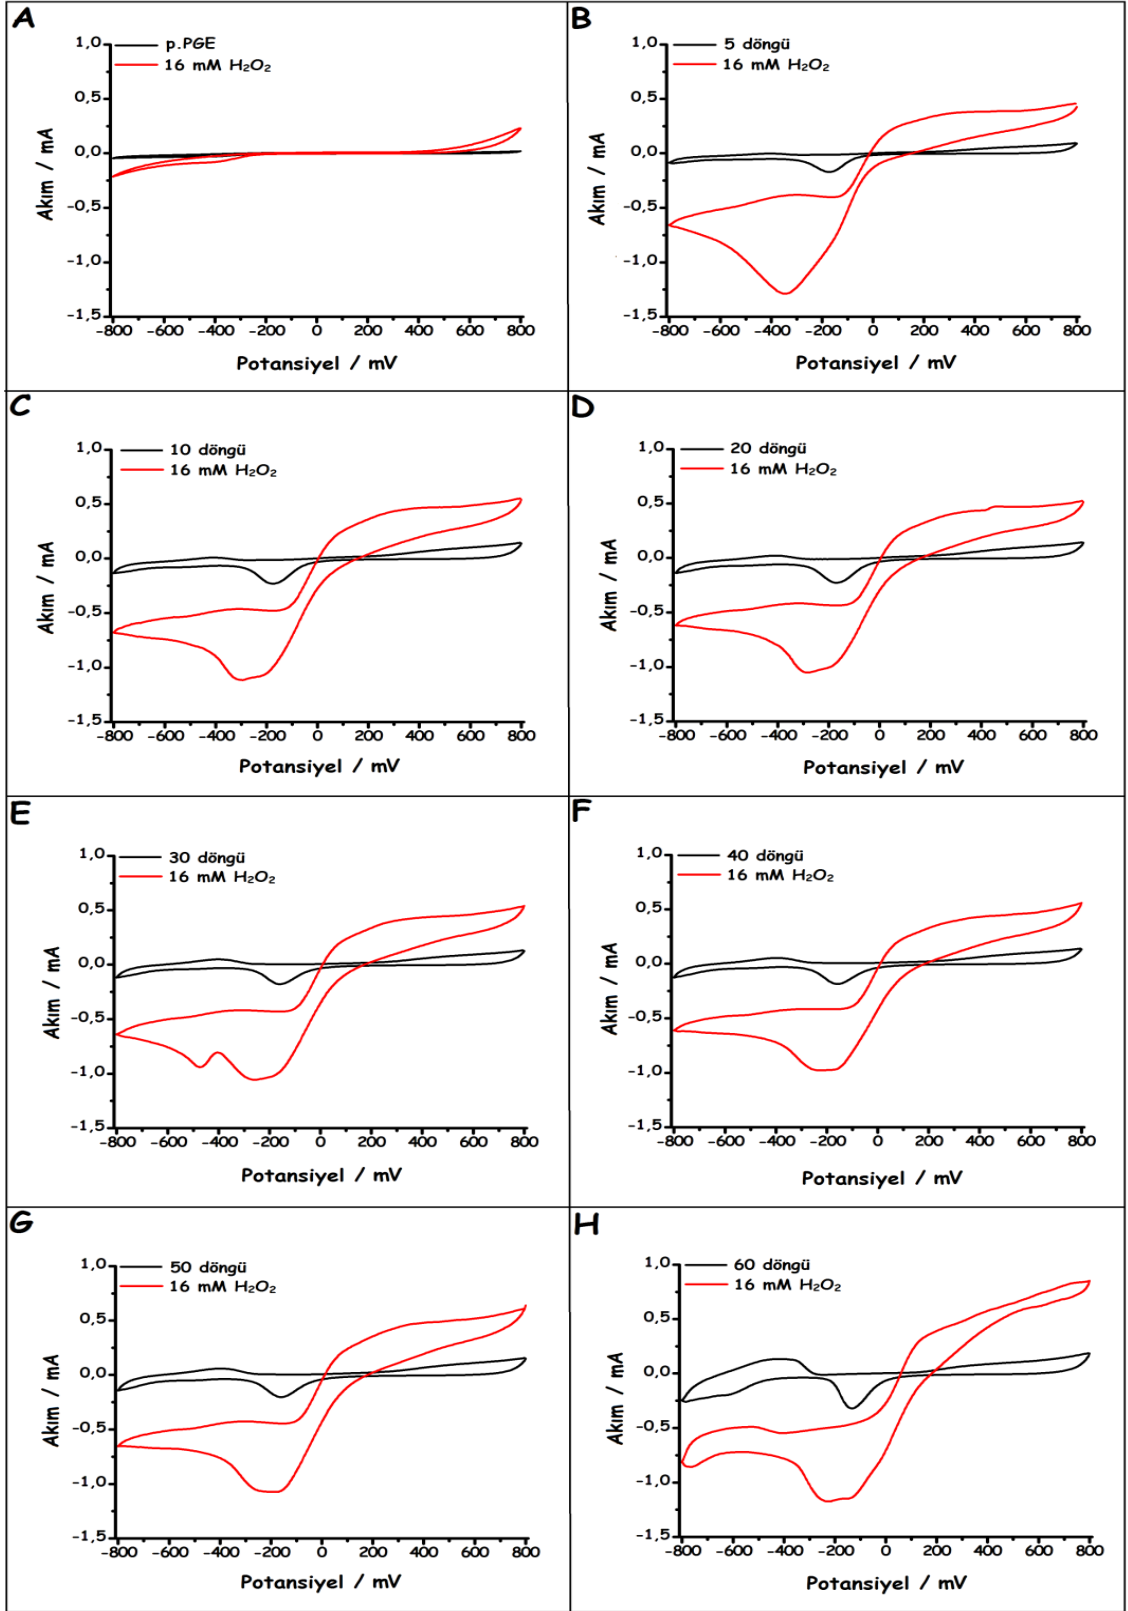 A
p.PGE
16 mM H₂O₂
1,0
0,5
0,0
-0,5
-1,0
-1,5
Akım / mA
-800 -600 -400 -200 0 200 400 600 800
Potansiyel / mV
B
5 döngü
16 mM H₂O₂
1,0
0,5
0,0
-0,5
-1,0
-1,5
Akım / mA
-800 -600 -400 -200 0 200 400 600 800
Potansiyel / mV
C
10 döngü
16 mM H₂O₂
1,0
0,5
0,0
-0,5
-1,0
-1,5
Akım / mA
-800 -600 -400 -200 0 200 400 600 800
Potansiyel / mV
D
20 döngü
16 mM H₂O₂
1,0
0,5
0,0
-0,5
-1,0
-1,5
Akım / mA
-800 -600 -400 -200 0 200 400 600 800
Potansiyel / mV
E
30 döngü
16 mM H₂O₂
1,0
0,5
0,0
-0,5
-1,0
-1,5
Akım / mA
-800 -600 -400 -200 0 200 400 600 800
Potansiyel / mV
F
40 döngü
16 mM H₂O₂
1,0
0,5
0,0
-0,5
-1,0
-1,5
Akım / mA
-800 -600 -400 -200 0 200 400 600 800
Potansiyel / mV
G
50 döngü
16 mM H₂O₂
1,0
0,5
0,0
-0,5
-1,0
-1,5
Akım / mA
-800 -600 -400 -200 0 200 400 600 800
Potansiyel / mV
H
60 döngü
16 mM H₂O₂
1,0
0,5
0,0
-0,5
-1,0
-1,5
Akım / mA
-800 -600 -400 -200 0 200 400 600 800
Potansiyel / mV